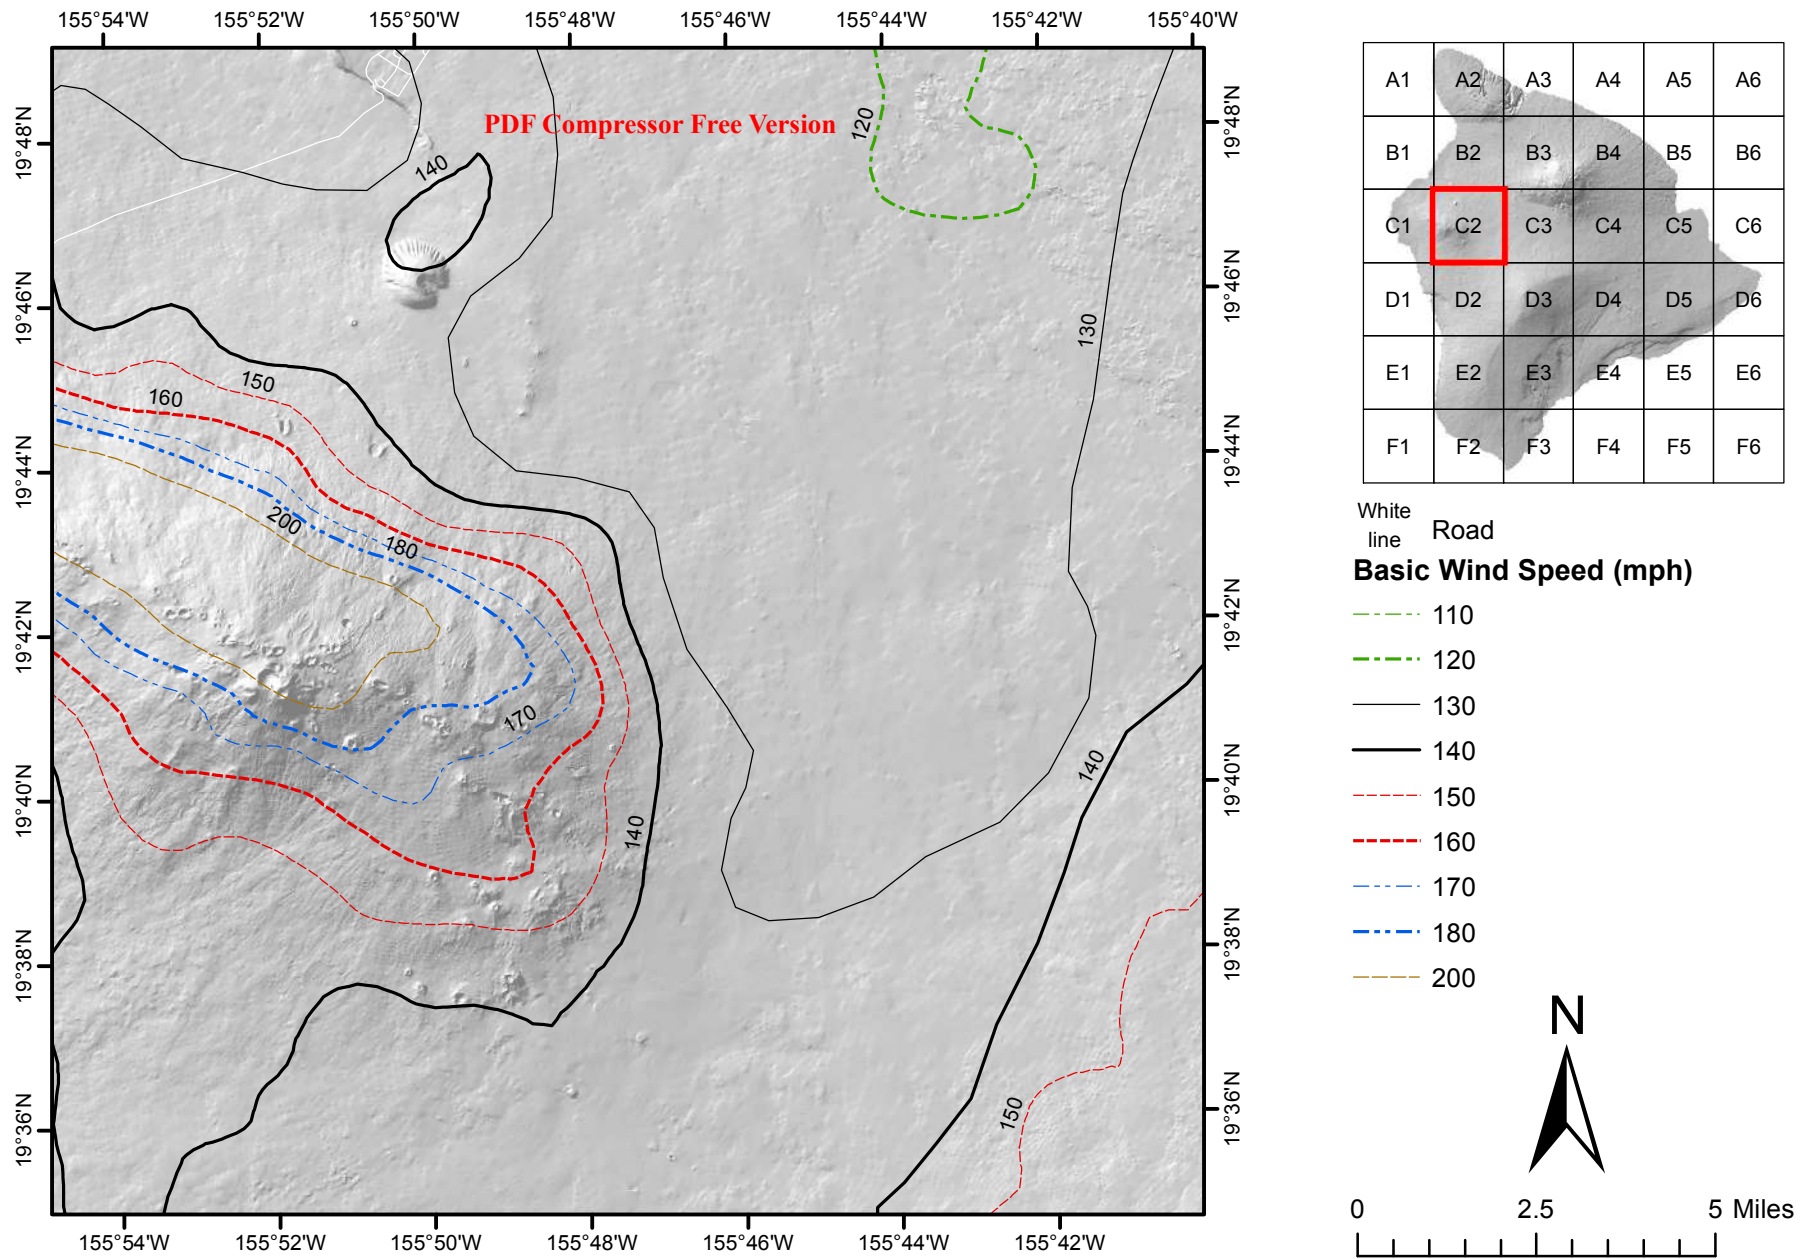 155°54'W 155°52'W 155°50'W 155°48'W 155°46'W 155°44'W 155°42'W 155°40'W
19°48'N
19°46'N
19°44'N
19°42'N
19°40'N
19°38'N
19°36'N
PDF Compressor Free Version
120
140
130
150
160
200
180
170
140
140
150
19°48'N
19°46'N
19°44'N
19°42'N
19°40'N
19°38'N
19°36'N
155°54'W 155°52'W 155°50'W 155°48'W 155°46'W 155°44'W 155°42'W
A1 A2 A3 A4 A5 A6
B1 B2 B3 B4 B5 B6
C1 C2 C3 C4 C5 C6
D1 D2 D3 D4 D5 D6
E1 E2 E3 E4 E5 E6
F1 F2 F3 F4 F5 F6
White
line Road
Basic Wind Speed (mph)
110
120
130
140
150
160
170
180
200
N
0 2.5 5 Miles